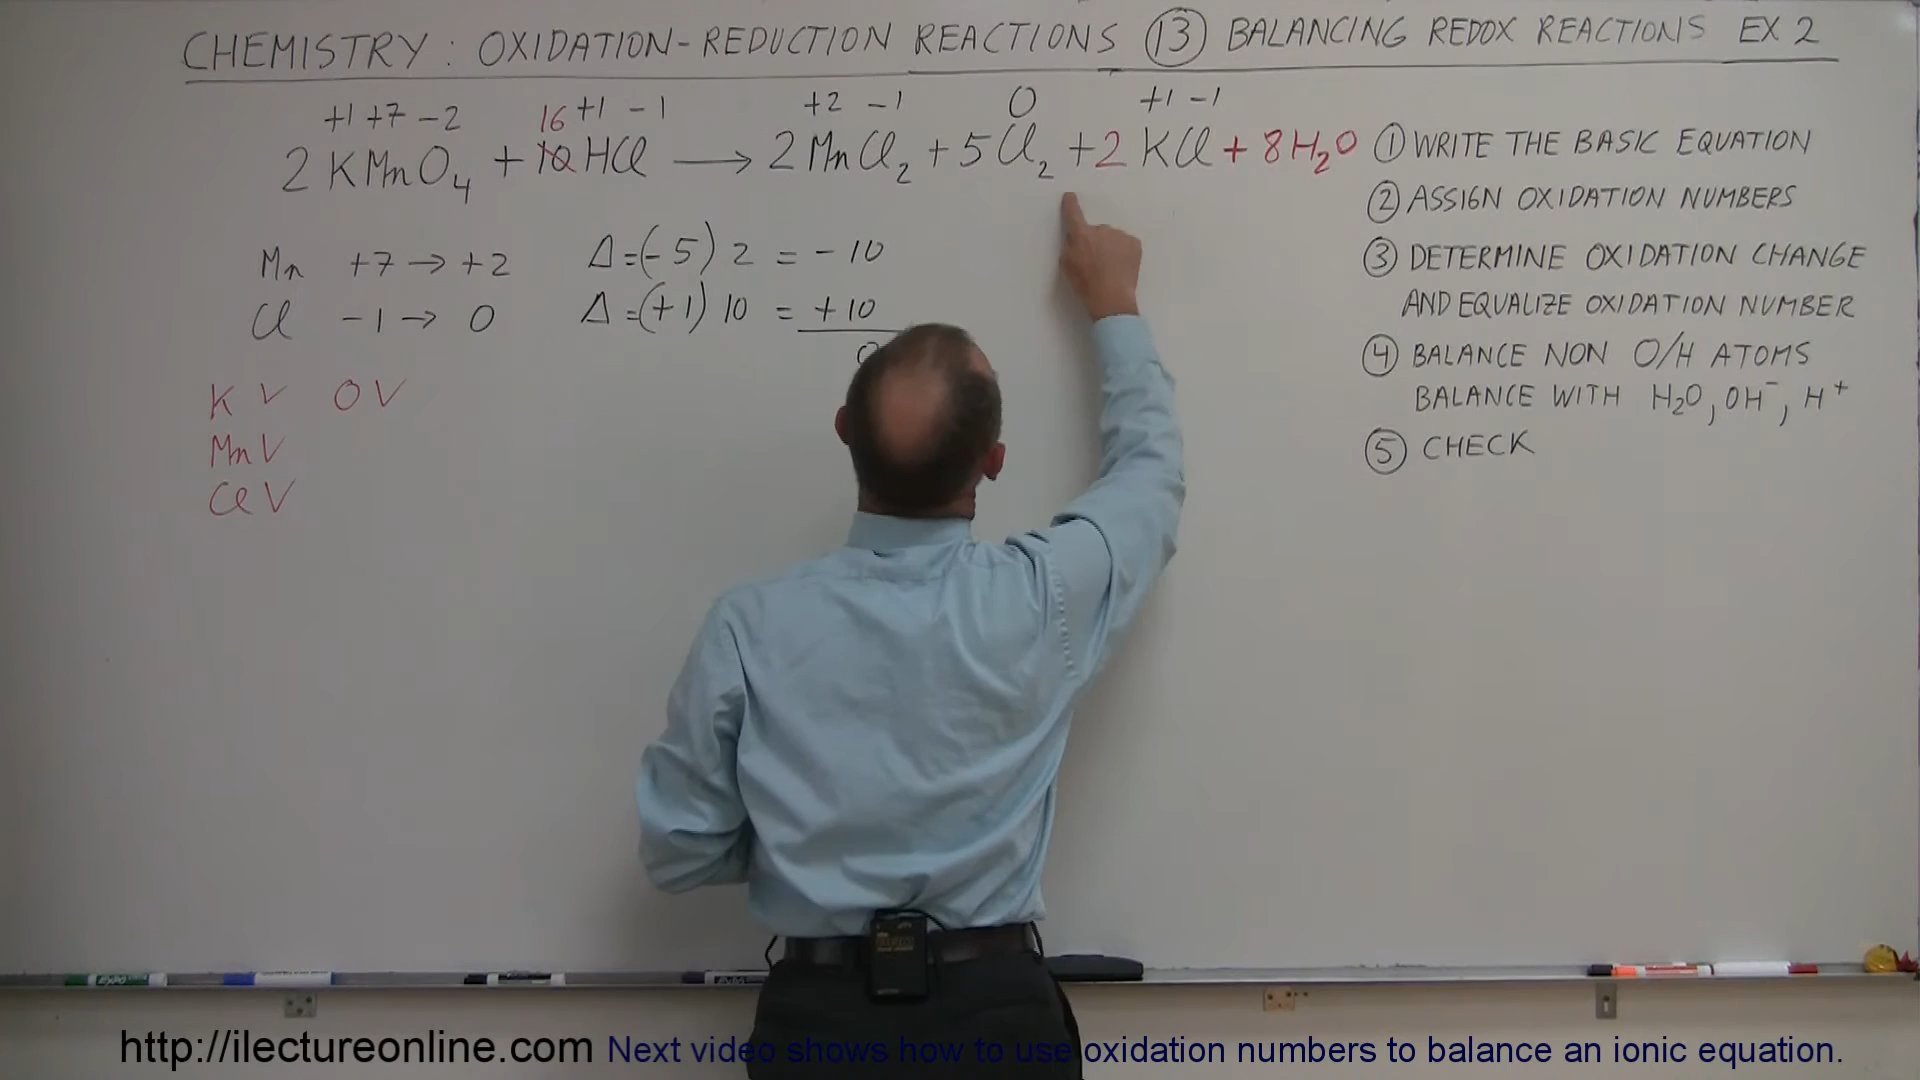 CHEMISTRY: OXIDATION-REDUCTION REACTIONS ⑬ BALANCING REDOX REACTIONS EX 2
+1 +7 -2 16 +1 -1 +2 -1 0 +1 -1
2 KMnO₄ + 10 HCl ⟶ 2 MnCl₂ + 5 Cl₂ + 2 KCl + 8 H₂O
Mn +7 → +2 Δ = (-5) 2 = -10
Cl -1 → 0 Δ = (+1) 10 = +10
0
K V O V
Mn V
Cl V
① WRITE THE BASIC EQUATION
② ASSIGN OXIDATION NUMBERS
③ DETERMINE OXIDATION CHANGE
AND EQUALIZE OXIDATION NUMBER
④ BALANCE NON O/H ATOMS
BALANCE WITH H₂O, OH⁻, H⁺
⑤ CHECK
http://ilectureonline.com Next video shows how to use oxidation numbers to balance an ionic equation.